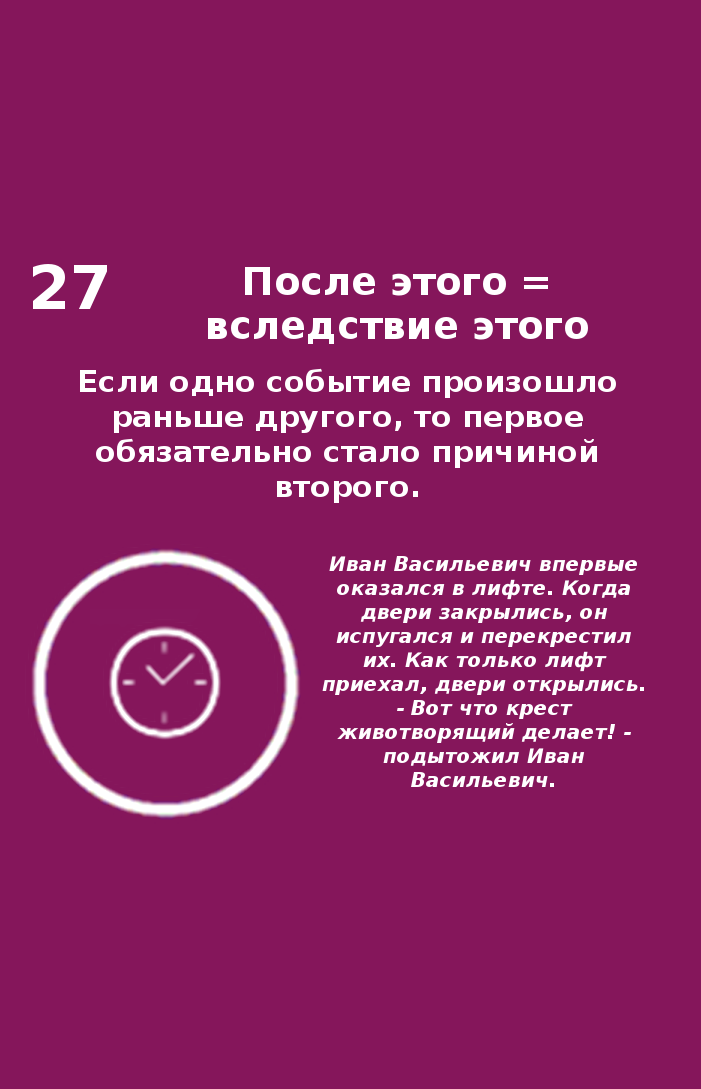 27
После этого =
вследствие этого
Если одно событие произошло
раньше другого, то первое
обязательно стало причиной
второго.
Иван Васильевич впервые
оказался в лифте. Когда
двери закрылись, он
испугался и перекрестил
их. Как только лифт
приехал, двери открылись.
- Вот что крест
животворящий делает! -
подытожил Иван
Васильевич.